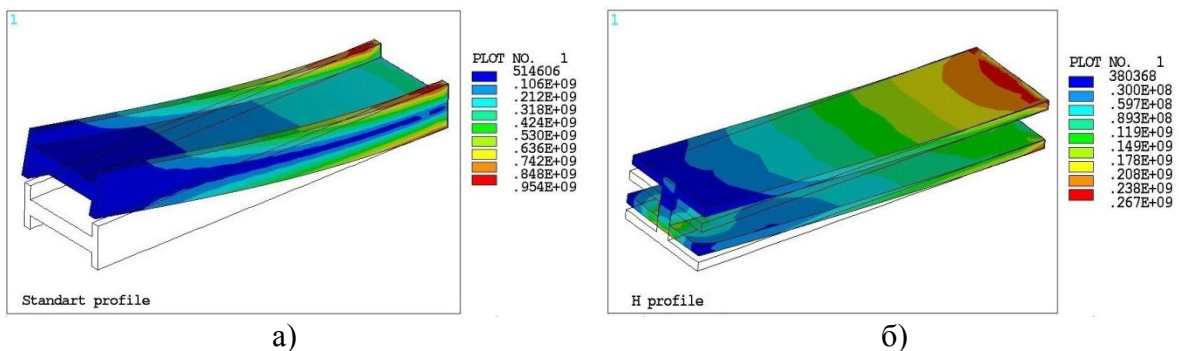 1
PLOT NO. 1
514606
.106E+09
.212E+09
.318E+09
.424E+09
.530E+09
.636E+09
.742E+09
.848E+09
.954E+09
Standart profile
а)
1
PLOT NO. 1
380368
.300E+08
.597E+08
.893E+08
.119E+09
.149E+09
.178E+09
.208E+09
.238E+09
.267E+09
H profile
б)